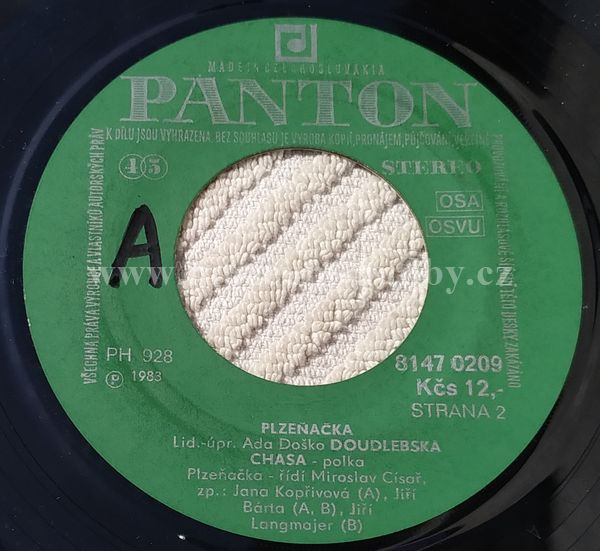 MADE IN CZECHOSLOVAKIA
PANTON
K DÍLU JSOU VYHRAZENA. BEZ SOUHLASU JE VÝROBA KOPIÍ, PRONÁJEM, PŮJČOVÁNÍ, VEŘEJNÉ
VŠECHNA PRÁVA VÝROBCE A VLASTNÍKŮ AUTORSKÝCH PRÁV
45
STEREO
OSA
OSVU
A
PH 928
Ⓟ 1983
8147 0209
Kčs 12,-
STRANA 2
PLZEŇAČKA
Lid.-úpr. Ada Doško DOUDLEBSKA
CHASA - polka
Plzeňačka - řídí Miroslav Císař,
zp.: Jana Kopřivová (A), Jiří
Bárta (A, B), Jiří
Langmajer (B)